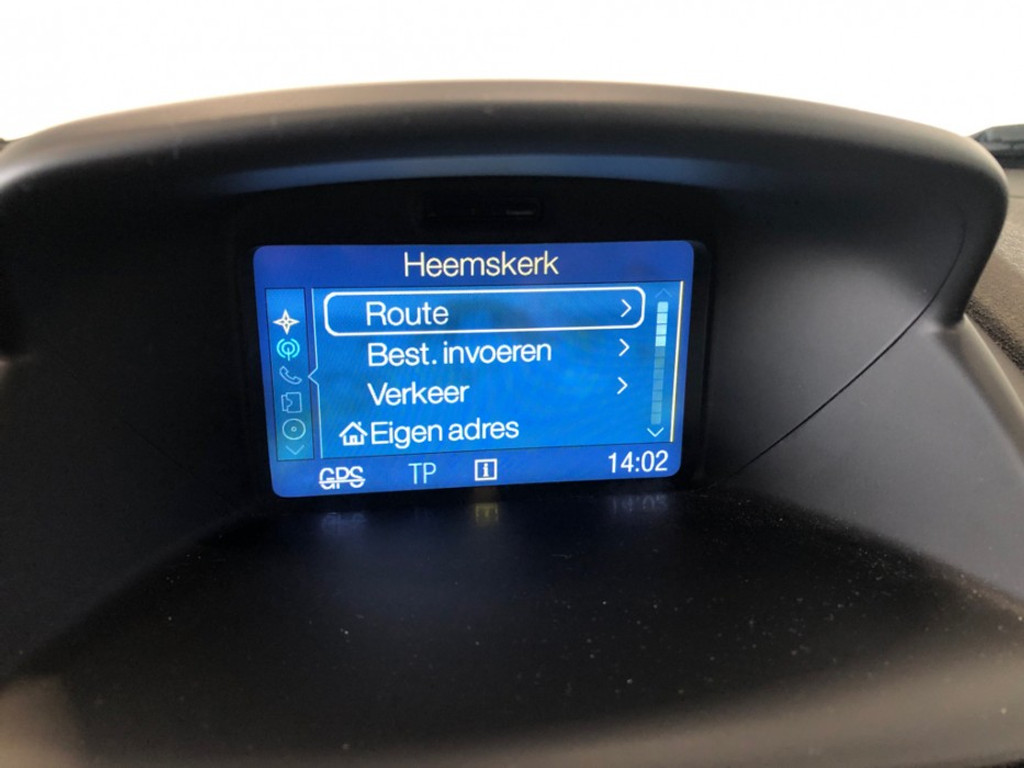 Heemskerk
Route
Best. invoeren
Verkeer
Eigen adres
GPS TP i 14:02